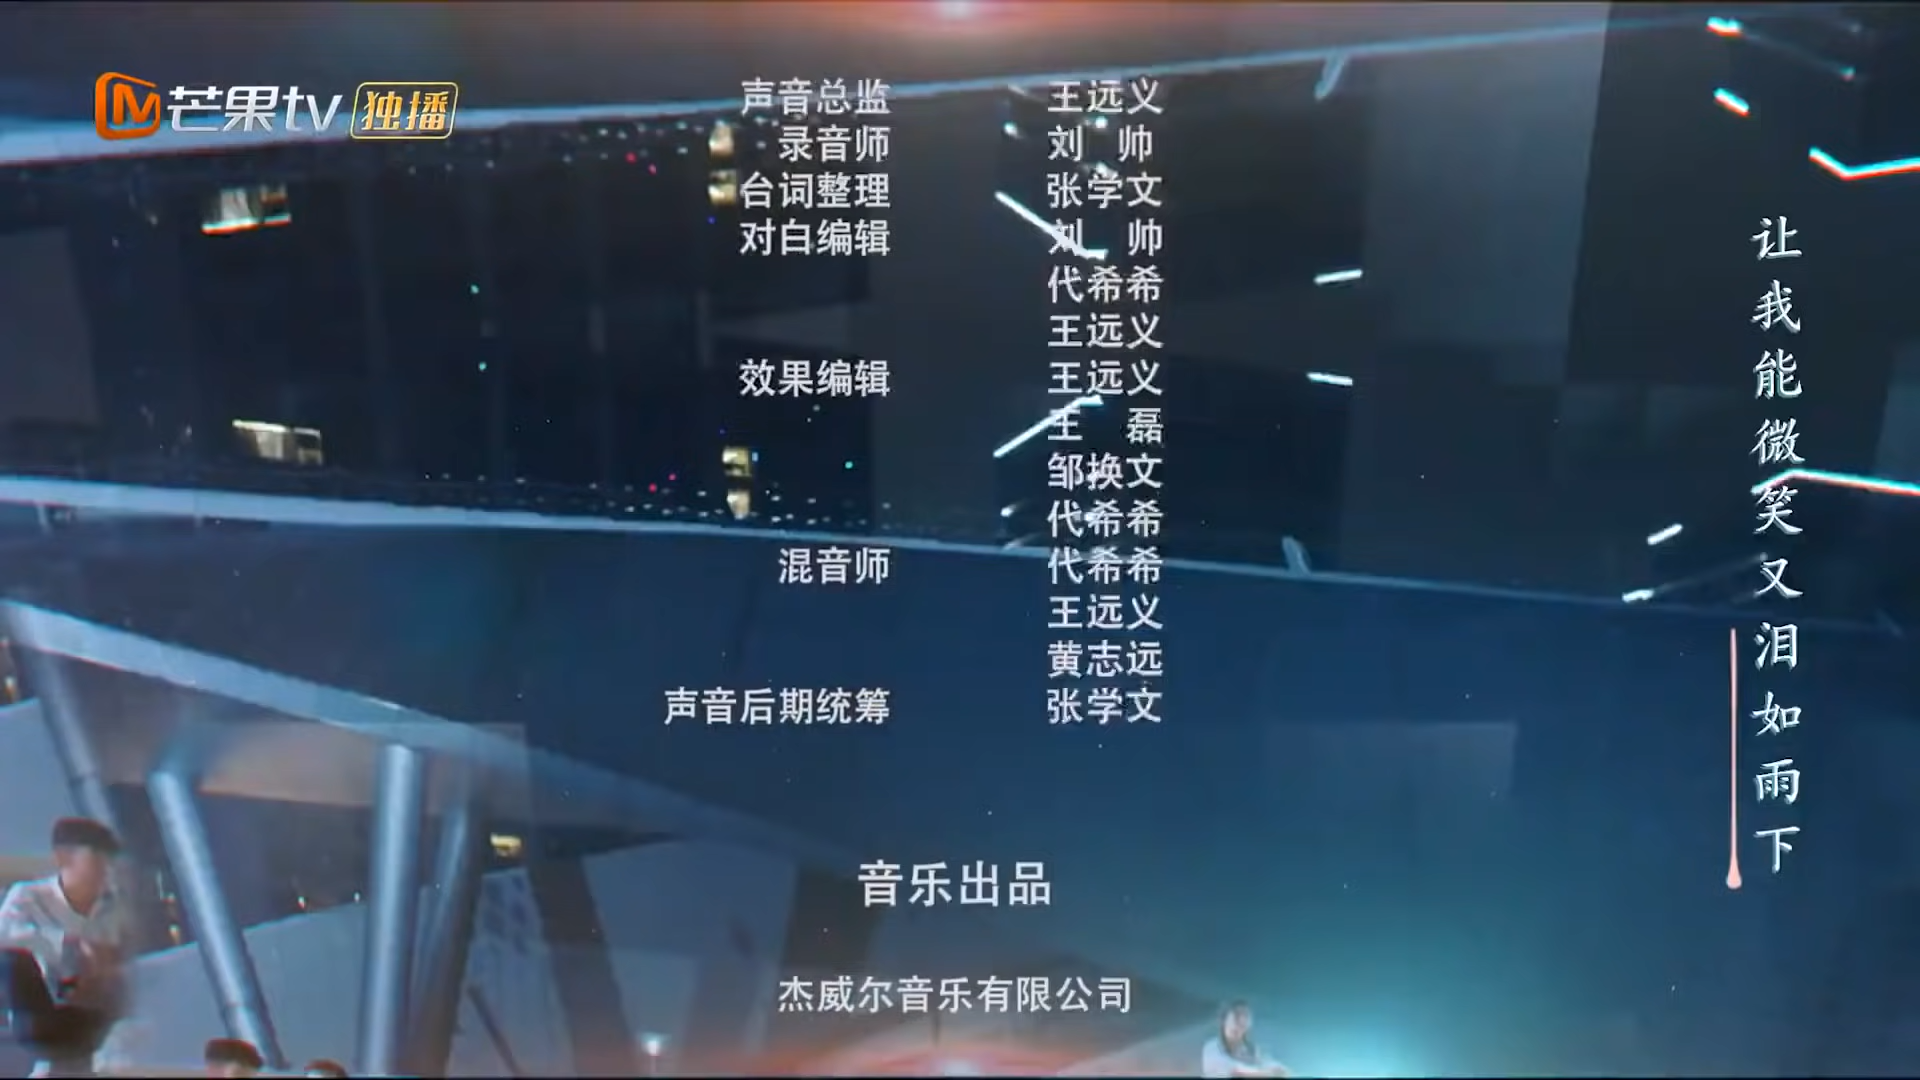 芒果tv 独播
声音总监 王远义
录音师 刘 帅
台词整理 张学文
对白编辑 刘 帅
代希希
王远义
效果编辑 王远义
王 磊
邹换文
代希希
混音师 代希希
王远义
黄志远
声音后期统筹 张学文
音乐出品
杰威尔音乐有限公司
让我能微笑又泪如雨下